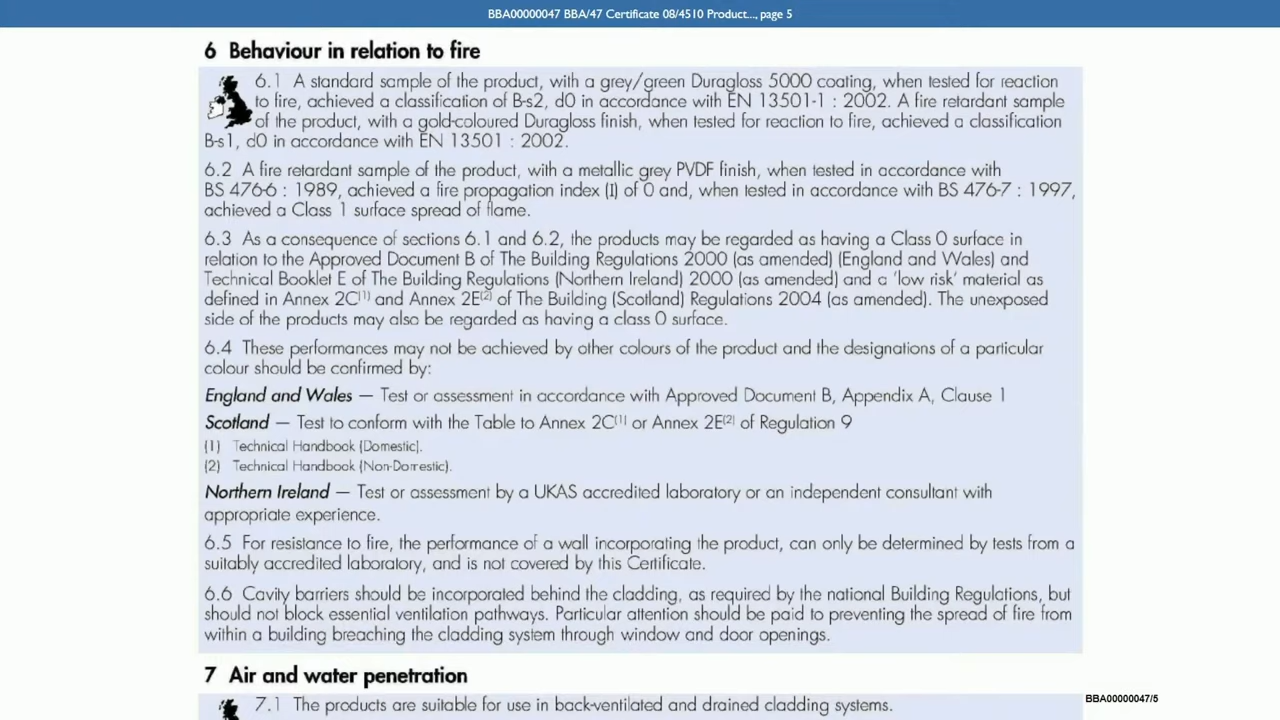 BBA00000047 BBA/47 Certificate 08/4510 Product..., page 5
6 Behaviour in relation to fire
6.1 A standard sample of the product, with a grey/green Duragloss 5000 coating, when tested for reaction
to fire, achieved a classification of B-s2, d0 in accordance with EN 13501-1 : 2002. A fire retardant sample
of the product, with a gold-coloured Duragloss finish, when tested for reaction to fire, achieved a classification
B-s1, d0 in accordance with EN 13501 : 2002.
6.2 A fire retardant sample of the product, with a metallic grey PVDF finish, when tested in accordance with
BS 476-6 : 1989, achieved a fire propagation index (I) of 0 and, when tested in accordance with BS 476-7 : 1997,
achieved a Class 1 surface spread of flame.
6.3 As a consequence of sections 6.1 and 6.2, the products may be regarded as having a Class 0 surface in
relation to the Approved Document B of The Building Regulations 2000 (as amended) (England and Wales) and
Technical Booklet E of The Building Regulations (Northern Ireland) 2000 (as amended) and a 'low risk' material as
defined in Annex 2C(1) and Annex 2E(2) of The Building (Scotland) Regulations 2004 (as amended). The unexposed
side of the products may also be regarded as having a class 0 surface.
6.4 These performances may not be achieved by other colours of the product and the designations of a particular
colour should be confirmed by:
England and Wales — Test or assessment in accordance with Approved Document B, Appendix A, Clause 1
Scotland — Test to conform with the Table to Annex 2C(1) or Annex 2E(2) of Regulation 9
(1) Technical Handbook (Domestic).
(2) Technical Handbook (Non-Domestic).
Northern Ireland — Test or assessment by a UKAS accredited laboratory or an independent consultant with
appropriate experience.
6.5 For resistance to fire, the performance of a wall incorporating the product, can only be determined by tests from a
suitably accredited laboratory, and is not covered by this Certificate.
6.6 Cavity barriers should be incorporated behind the cladding, as required by the national Building Regulations, but
should not block essential ventilation pathways. Particular attention should be paid to preventing the spread of fire from
within a building breaching the cladding system through window and door openings.
7 Air and water penetration
7.1 The products are suitable for use in back-ventilated and drained cladding systems.
BBA00000047/5